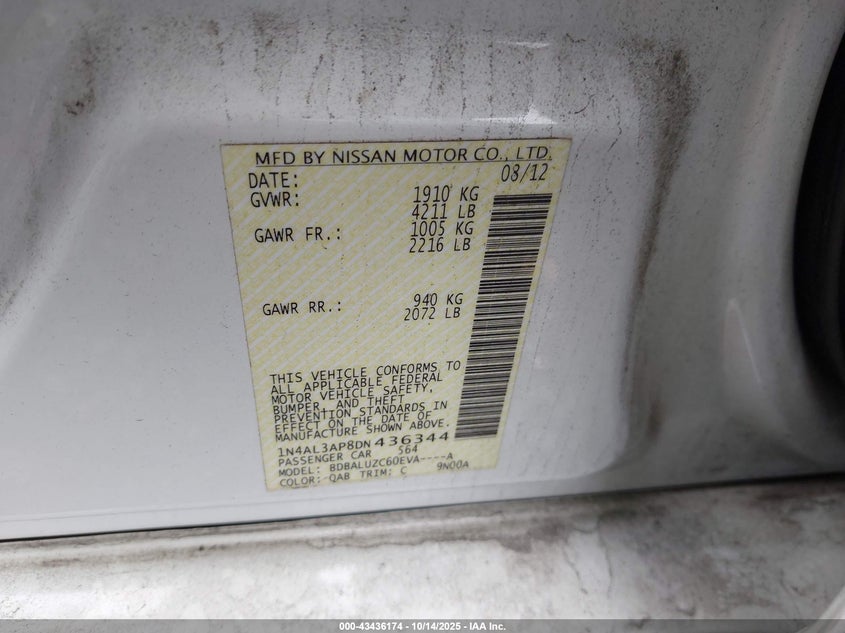 MFD BY NISSAN MOTOR CO., LTD.
DATE: 08/12
GVWR: 1910 KG
4211 LB
GAWR FR.: 1005 KG
2216 LB
GAWR RR.: 940 KG
2072 LB
THIS VEHICLE CONFORMS TO
ALL APPLICABLE FEDERAL
MOTOR VEHICLE SAFETY,
BUMPER, AND THEFT
PREVENTION STANDARDS IN
EFFECT ON THE DATE OF
MANUFACTURE SHOWN ABOVE.
1N4AL3AP8DN436344
PASSENGER CAR 564
MODEL: BDBALUZC60EVA----A
COLOR: QAB TRIM: C 9N00A
000-43436174 - 10/14/2025 - IAA Inc.